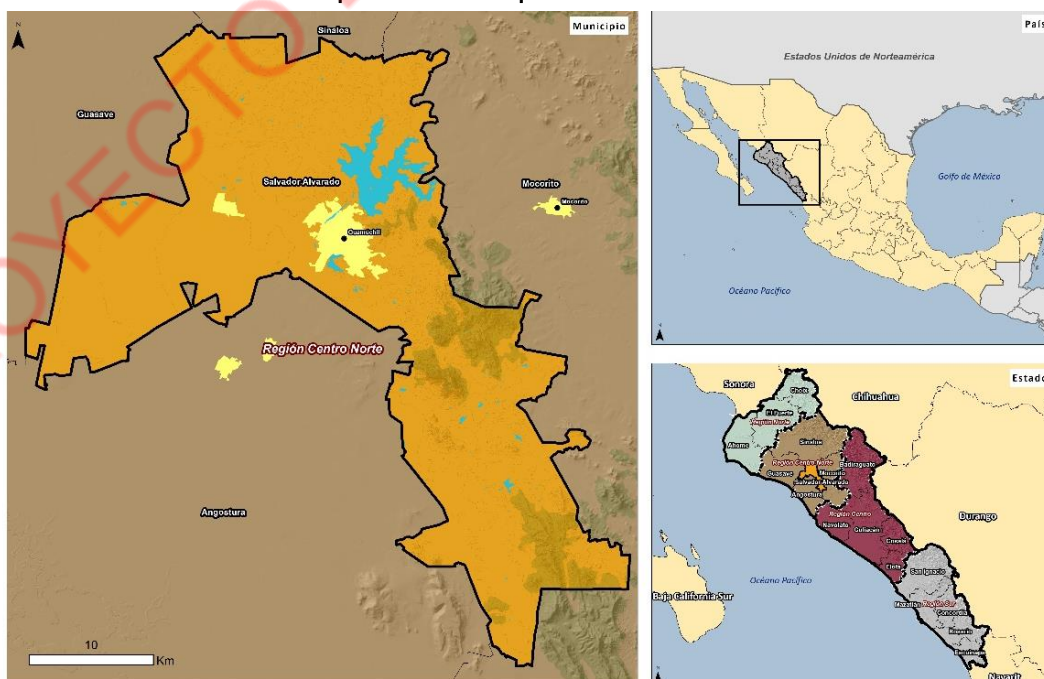 OYECTO
N
Municipio
Sinaloa
Guasave
Salvador Alvarado
Mocorito
Mocorito
Guamúchil
Región Centro Norte
Angostura
10
Km
País
Estados Unidos de Norteamérica
Golfo de México
Océano Pacífico
Estado
Sonora
Chihuahua
Choix
El Fuerte
Región Norte
Ahome
Sinaloa
Región Centro Norte
Badiraguato
Guasave
Mocorito
Salvador Alvarado
Angostura
Región Centro
Navolato
Culiacán
Durango
Cosalá
Elota
San Ignacio
Océano Pacífico
Baja California Sur
Mazatlán
Región Sur
Concordia
Rosario
Escuinapa
Nayarit